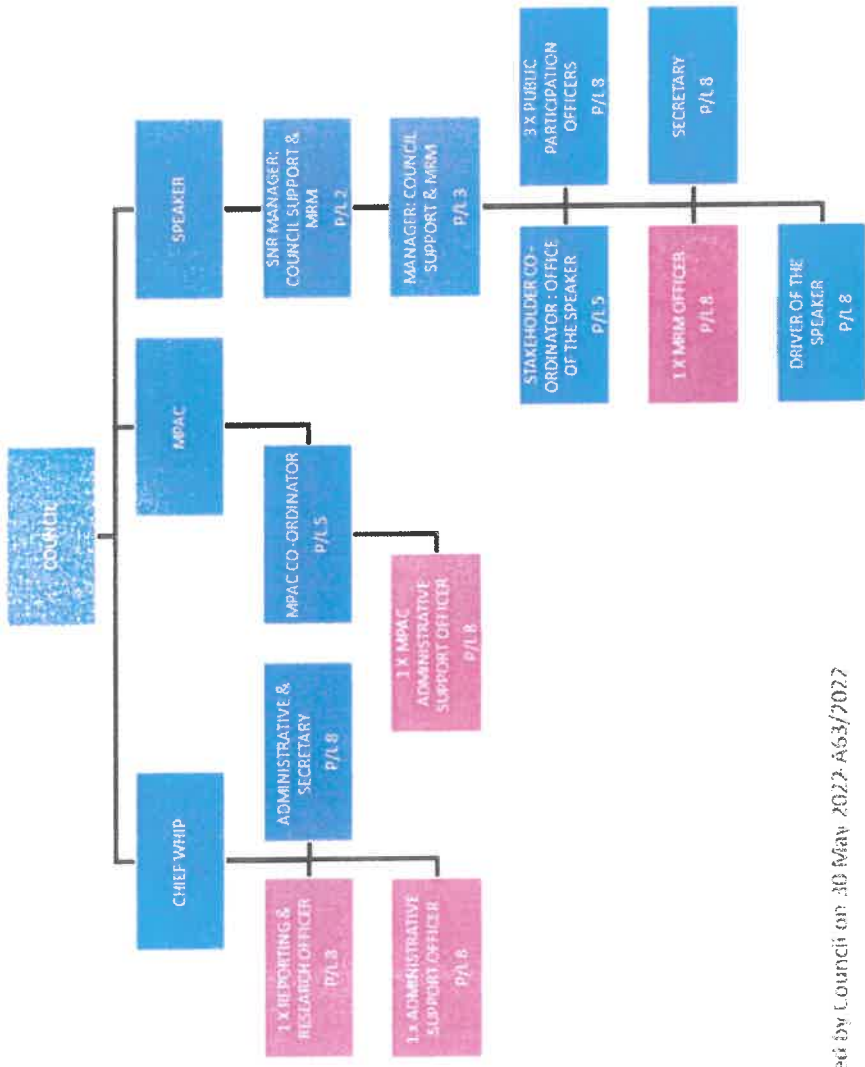 COUNCIL
CHIEF WHIP
MPAC
SPEAKER
1 X REPORTING &
RESEARCH OFFICER
P/L 8
ADMINISTRATIVE &
SECRETARY
P/L 8
1 x ADMINISTRATIVE
SUPPORT OFFICER
P/L 8
MPAC CO-ORDINATOR
P/L 5
1 X MPAC
ADMINISTRATIVE
SUPPORT OFFICER
P/L 8
SNR MANAGER:
COUNCIL SUPPORT &
MRM
P/L 2
MANAGER: COUNCIL
SUPPORT & MRM
P/L 3
STAKEHOLDER CO-
ORDINATOR : OFFICE
OF THE SPEAKER
P/L 5
3 X PUBLIC
PARTICIPATION
OFFICERS
P/L 8
1 X MRM OFFICER
P/L 8
SECRETARY
P/L 8
DRIVER OF THE
SPEAKER
P/L 8
ed by Council on 30 May 2022 A63/2022